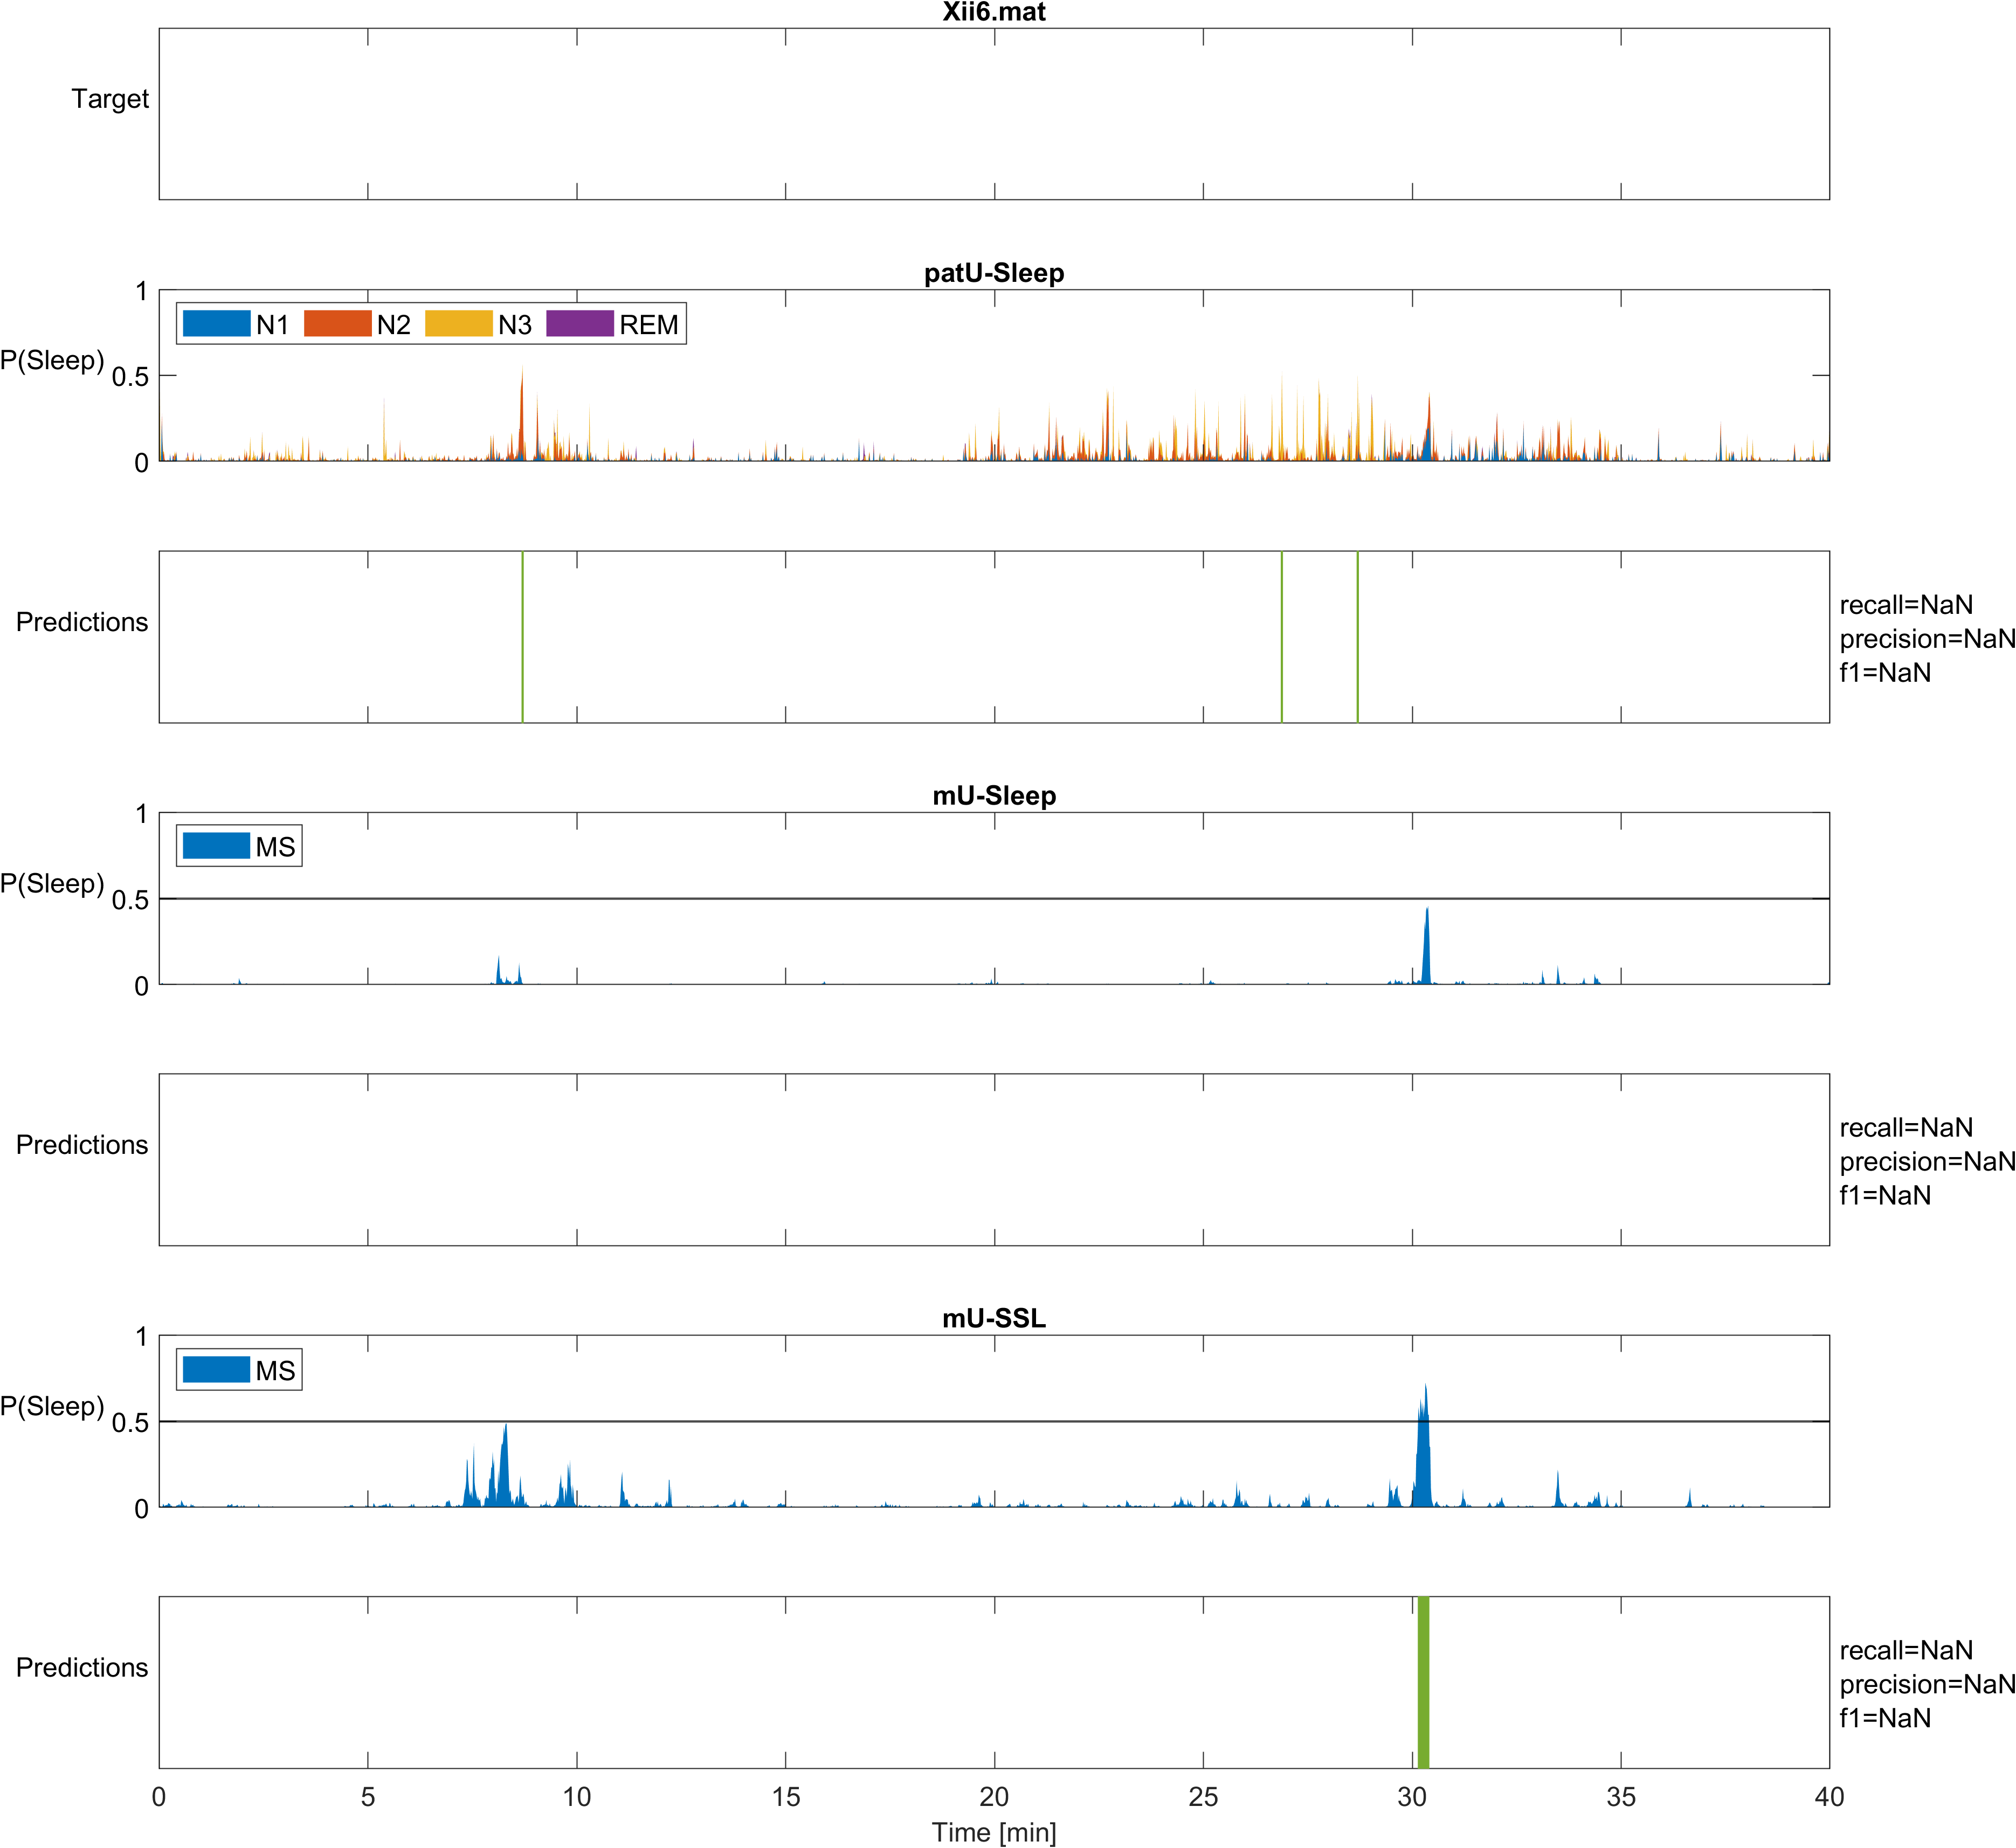 Xii6.mat
Target
patU-Sleep
1
N1 N2 N3 REM
P(Sleep)
0.5
0
Predictions
recall=NaN
precision=NaN
f1=NaN
mU-Sleep
1
MS
P(Sleep)
0.5
0
Predictions
recall=NaN
precision=NaN
f1=NaN
mU-SSL
1
MS
P(Sleep)
0.5
0
Predictions
recall=NaN
precision=NaN
f1=NaN
0 5 10 15 20 25 30 35 40
Time [min]